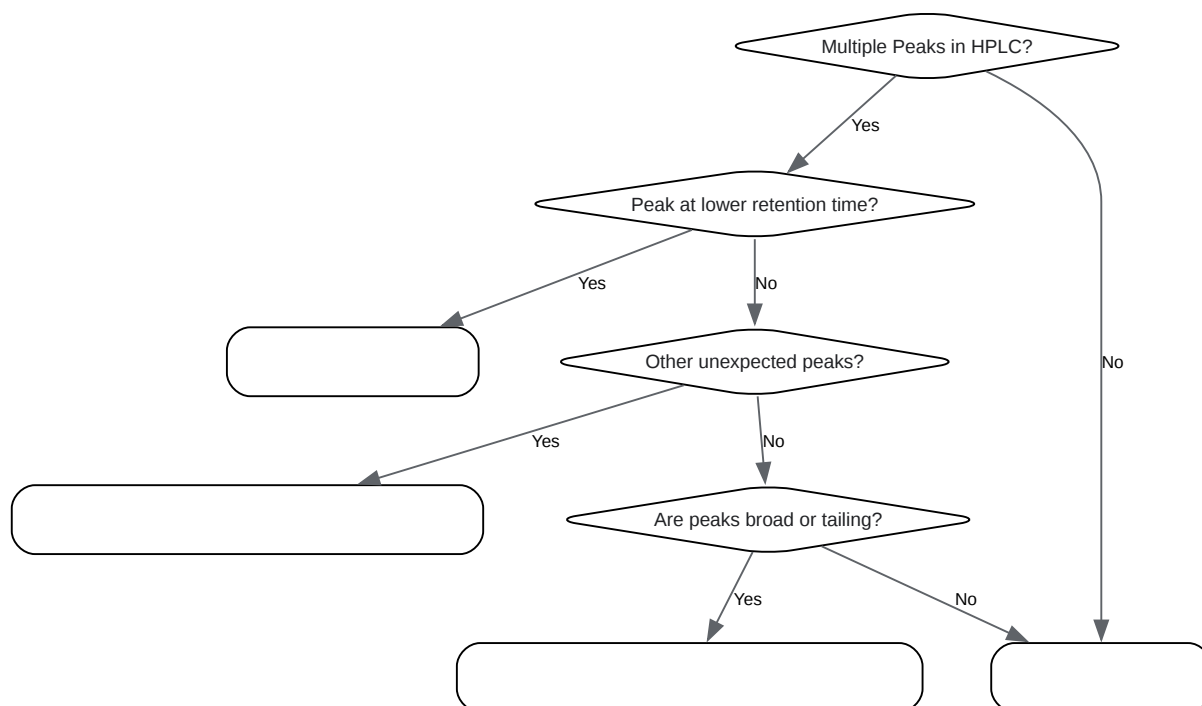 Multiple Peaks in HPLC?
Yes
Peak at lower retention time?
Yes
No
Other unexpected peaks?
No
Yes
No
Are peaks broad or tailing?
Yes
No